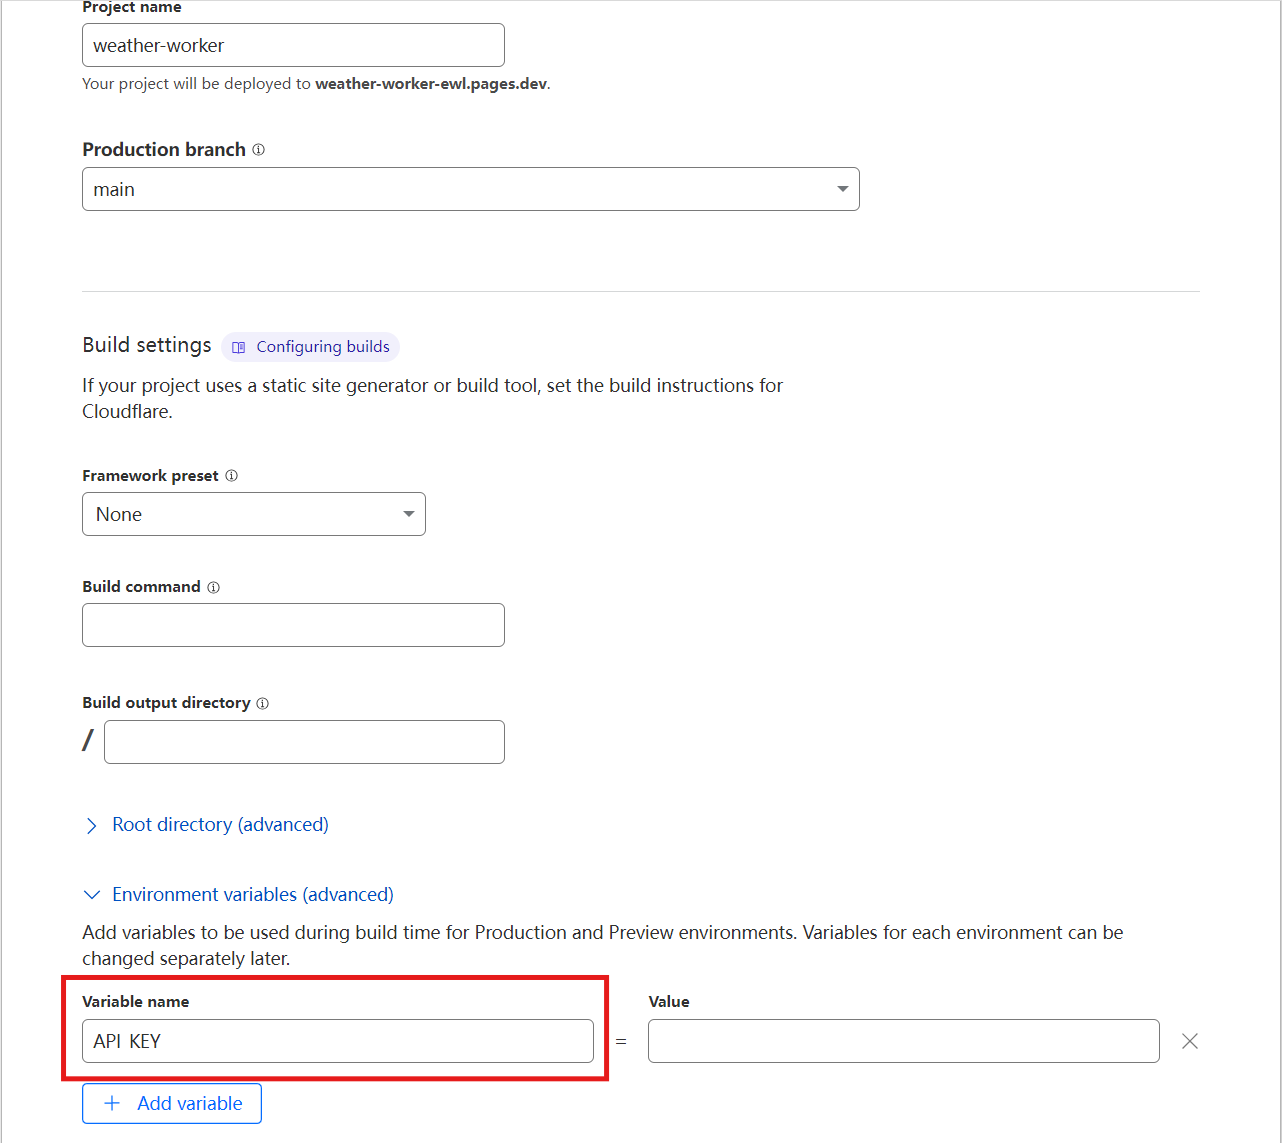 Project name
weather-worker
Your project will be deployed to weather-worker-ewl.pages.dev.
Production branch
main
Build settings
Configuring builds
If your project uses a static site generator or build tool, set the build instructions for
Cloudflare.
Framework preset
None
Build command
Build output directory
/
Root directory (advanced)
Environment variables (advanced)
Add variables to be used during build time for Production and Preview environments. Variables for each environment can be
changed separately later.
Variable name
Value
API_KEY
=
+ Add variable